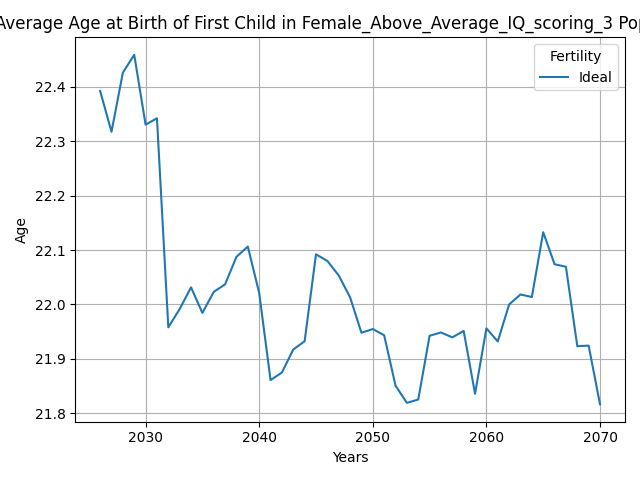 Average Age at Birth of First Child in Female_Above_Average_IQ_scoring_3
Fertility
Ideal
22.4
22.3
22.2
22.1
22.0
21.9
21.8
Age
2030 2040 2050 2060 2070
Years